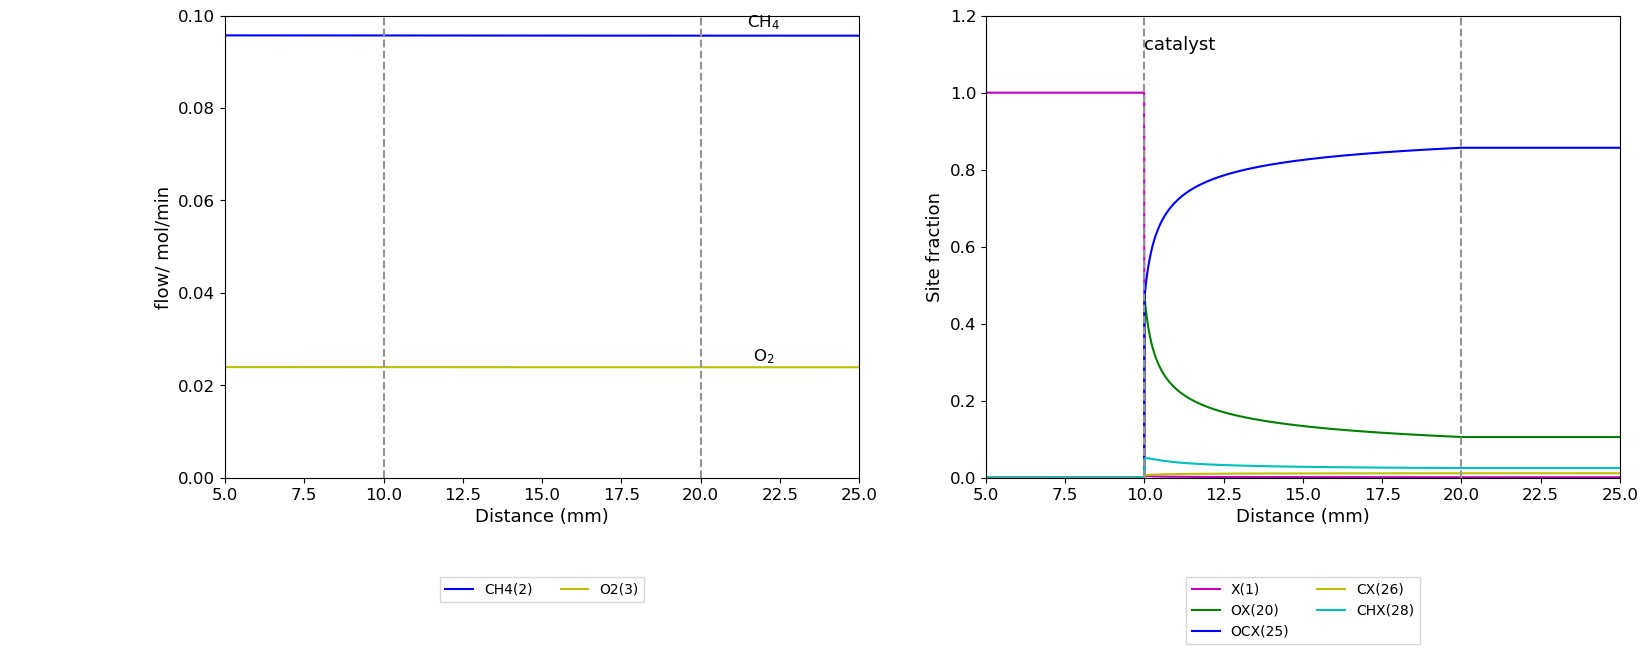 0.10
0.08
0.06
0.04
0.02
0.00
flow/ mol/min
CH₄
O₂
5.0 7.5 10.0 12.5 15.0 17.5 20.0 22.5 25.0
Distance (mm)
CH4(2) O2(3)
1.2
1.0
0.8
0.6
0.4
0.2
0.0
Site fraction
catalyst
5.0 7.5 10.0 12.5 15.0 17.5 20.0 22.5 25.0
Distance (mm)
X(1) CX(26)
OX(20) CHX(28)
OCX(25)